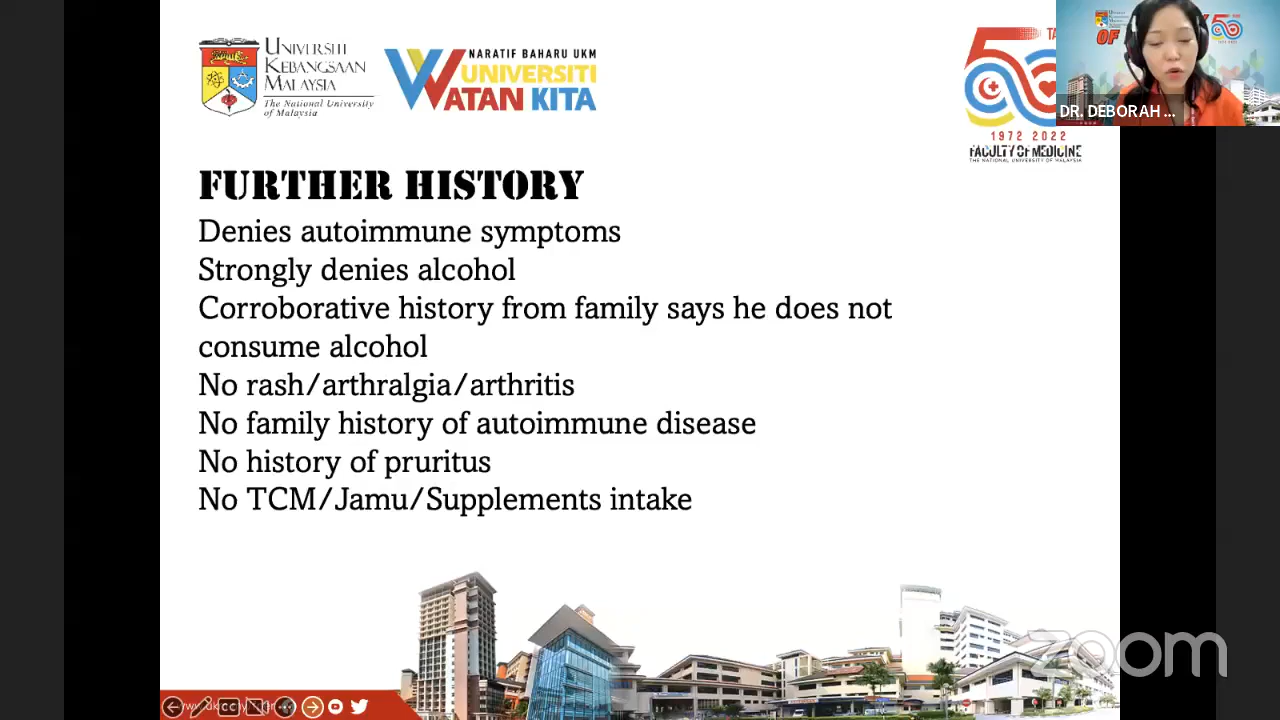 UNIVERSITI
KEBANGSAAN
MALAYSIA
The National University
of Malaysia
NARATIF BAHARU UKM
UNIVERSITI
WATAN KITA
50
1972 2022
FACULTY OF MEDICINE
THE NATIONAL UNIVERSITY OF MALAYSIA
OF
DR. DEBORAH ...
FURTHER HISTORY
Denies autoimmune symptoms
Strongly denies alcohol
Corroborative history from family says he does not
consume alcohol
No rash/arthralgia/arthritis
No family history of autoimmune disease
No history of pruritus
No TCM/Jamu/Supplements intake
zoom